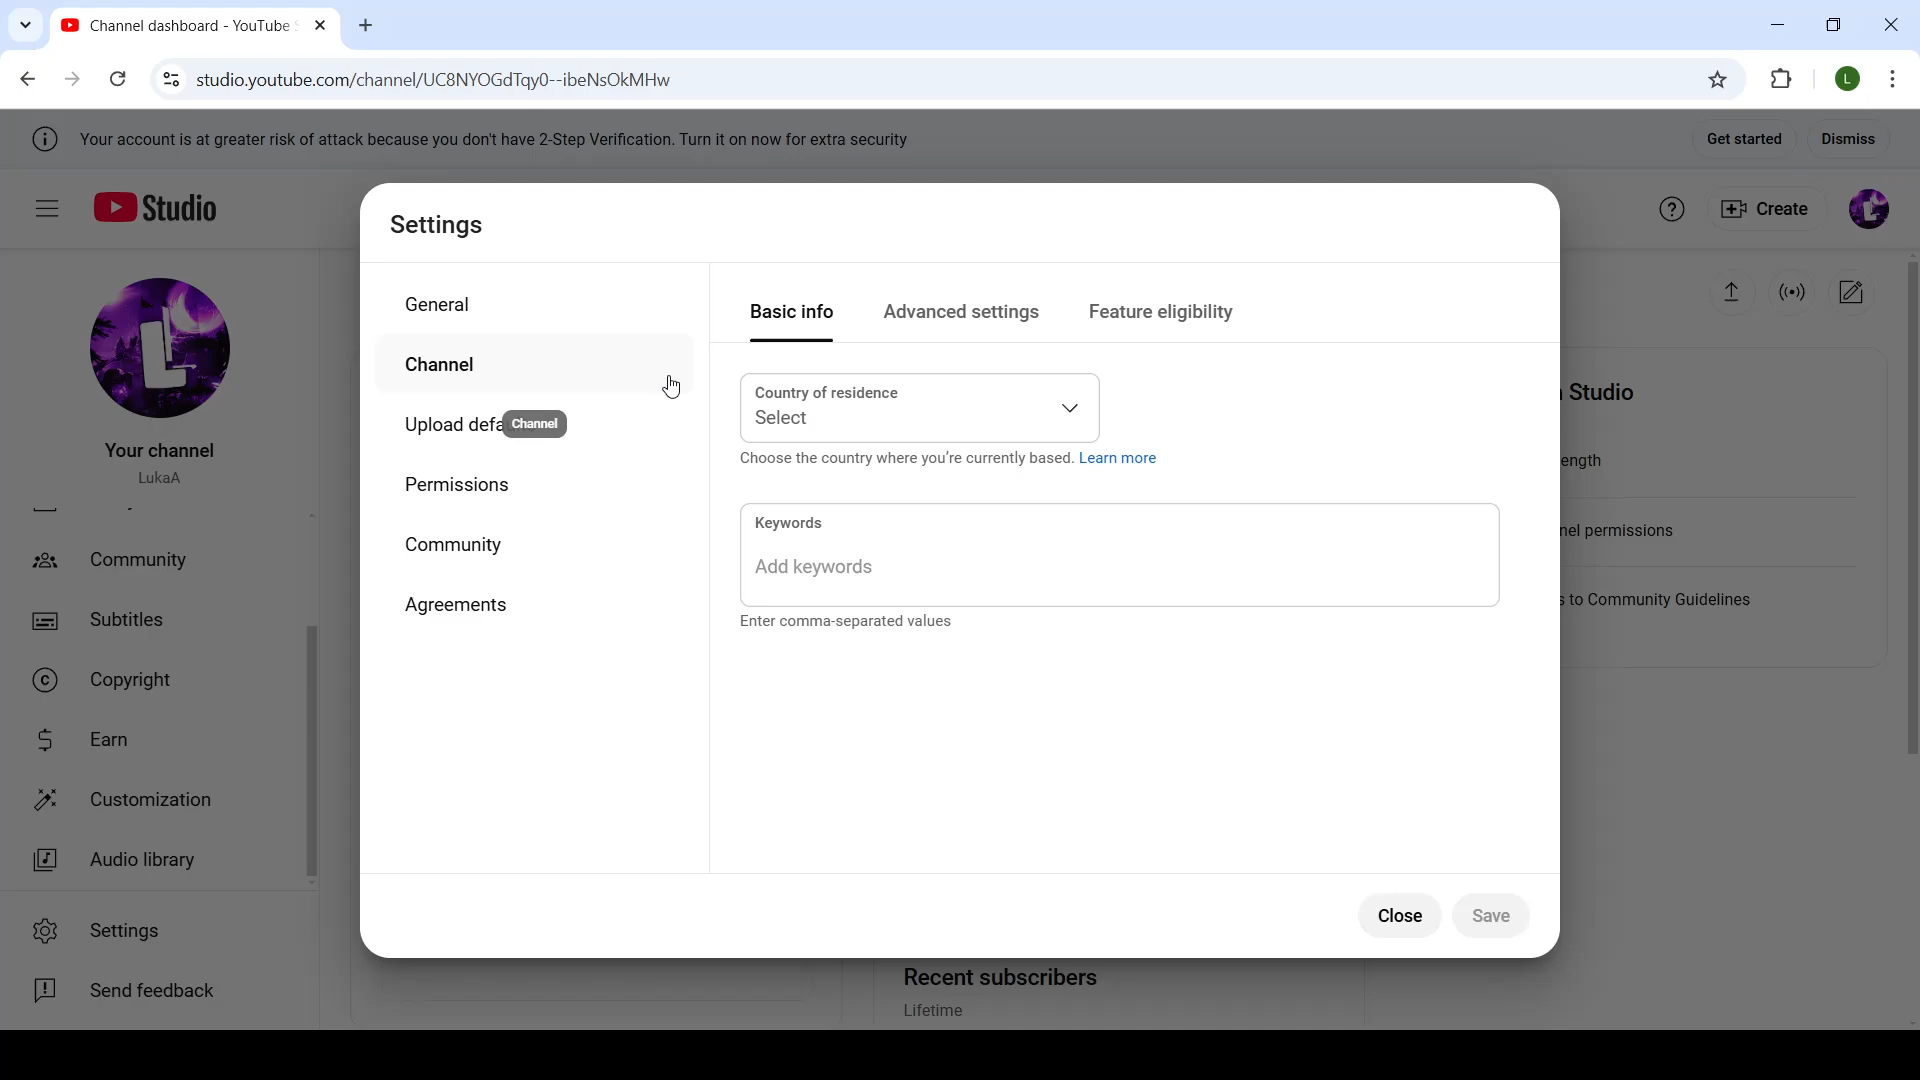 Channel dashboard - YouTube
studio.youtube.com/channel/UC8NYOGdTqy0--ibeNsOkMHw
L
Your account is at greater risk of attack because you don't have 2-Step Verification. Turn it on now for extra security
Get started
Dismiss
Studio
Create
Your channel
LukaA
Community
Subtitles
Copyright
Earn
Customization
Audio library
Settings
Send feedback
Settings
General
Channel
Upload defa
Channel
Permissions
Community
Agreements
Basic info
Advanced settings
Feature eligibility
Country of residence
Select
Choose the country where you’re currently based. Learn more
Keywords
Add keywords
Enter comma-separated values
Close
Save
Studio
ength
nel permissions
s to Community Guidelines
Recent subscribers
Lifetime